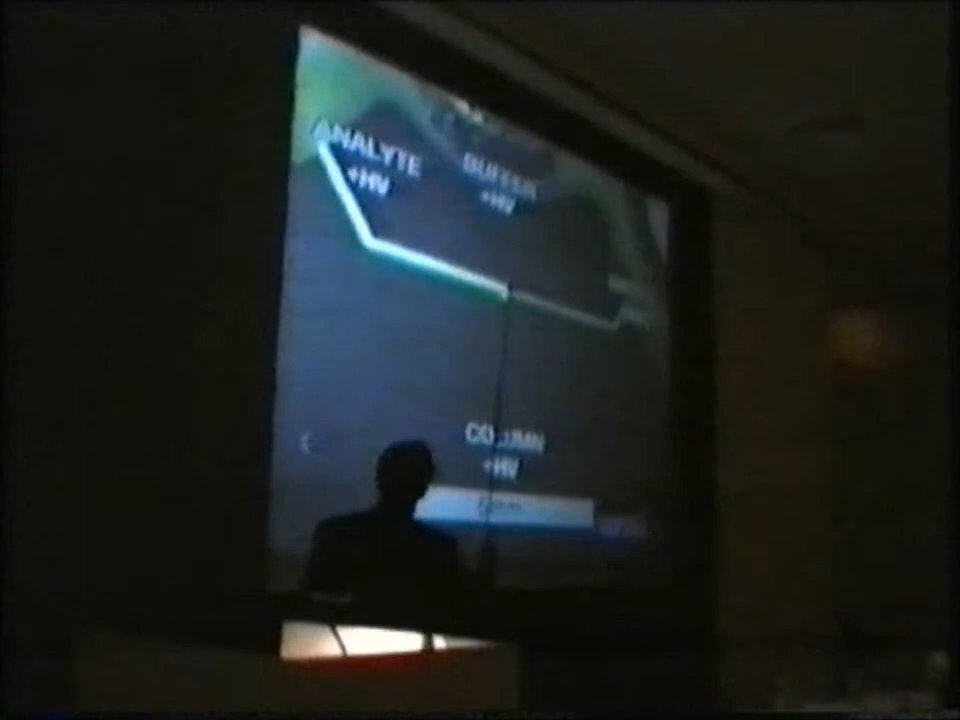 ANALYTE
+HV
BUFFER
+HV
COLUMN
+HV